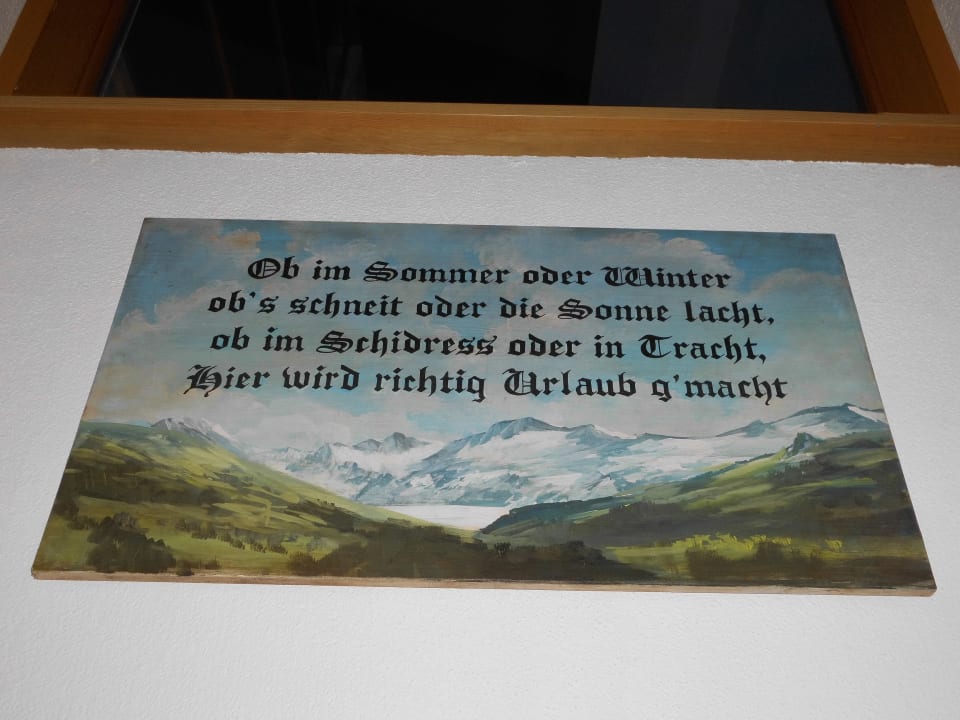 Ob im Sommer oder Winter
ob's schneit oder die Sonne lacht,
ob im Schidress oder in Tracht,
Hier wird richtig Urlaub g'macht